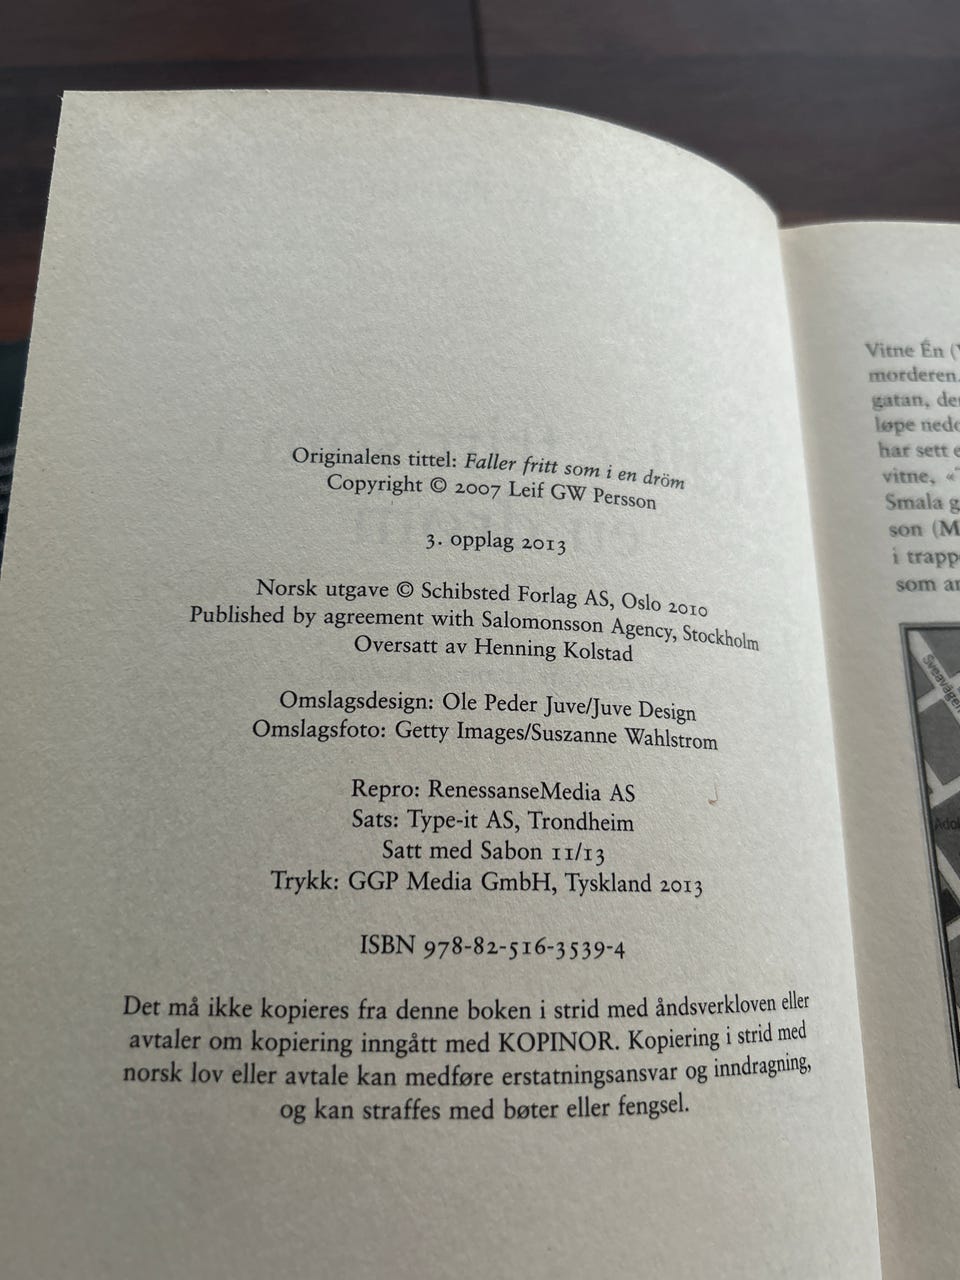 Originalens tittel: Faller fritt som i en dröm
Copyright © 2007 Leif GW Persson
3. opplag 2013
Norsk utgave © Schibsted Forlag AS, Oslo 2010
Published by agreement with Salomonsson Agency, Stockholm
Oversatt av Henning Kolstad
Omslagsdesign: Ole Peder Juve/Juve Design
Omslagsfoto: Getty Images/Suszanne Wahlstrom
Repro: RenessanseMedia AS
Sats: Type-it AS, Trondheim
Satt med Sabon 11/13
Trykk: GGP Media GmbH, Tyskland 2013
ISBN 978-82-516-3539-4
Det må ikke kopieres fra denne boken i strid med åndsverkloven eller
avtaler om kopiering inngått med KOPINOR. Kopiering i strid med
norsk lov eller avtale kan medføre erstatningsansvar og inndragning,
og kan straffes med bøter eller fengsel.
Vitne Én (
morderen.
gatan,
løpe
har sett
vitne,
Smala
son (M
i
som